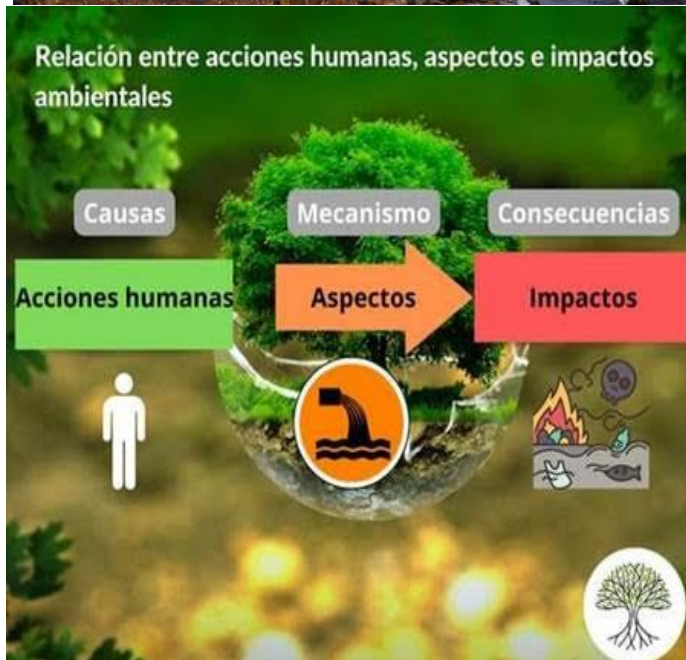 Relación entre acciones humanas, aspectos e impactos
ambientales
Causas
Mecanismo
Consecuencias
Acciones humanas
Aspectos
Impactos